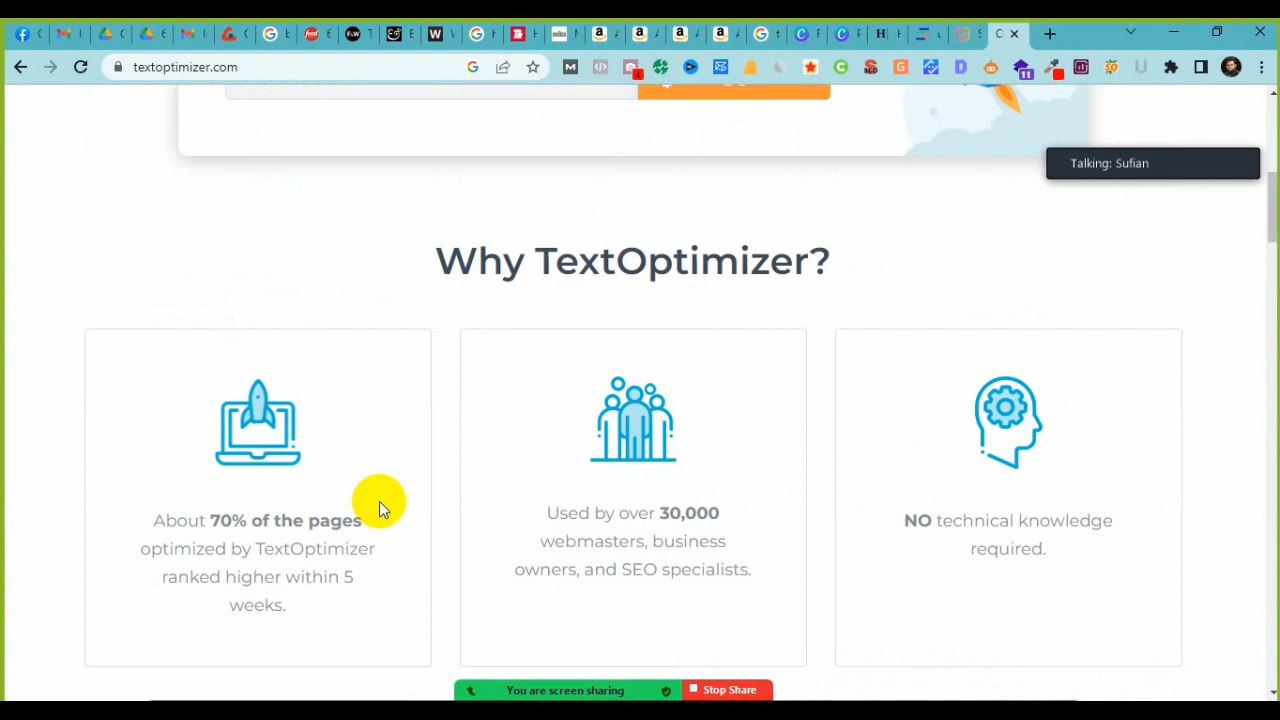 textoptimizer.com
4
11
Talking: Sufian
Why TextOptimizer?
About 70% of the pages
optimized by TextOptimizer
ranked higher within 5
weeks.
Used by over 30,000
webmasters, business
owners, and SEO specialists.
NO technical knowledge
required.
You are screen sharing
Stop Share